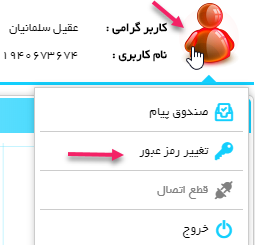 کاربر گرامی : عقیل سلمانیان
نام کاربری : ۱۹۴۰۶۷۳۶۷۴
صندوق پیام
تغییر رمز عبور
قطع اتصال
خروج